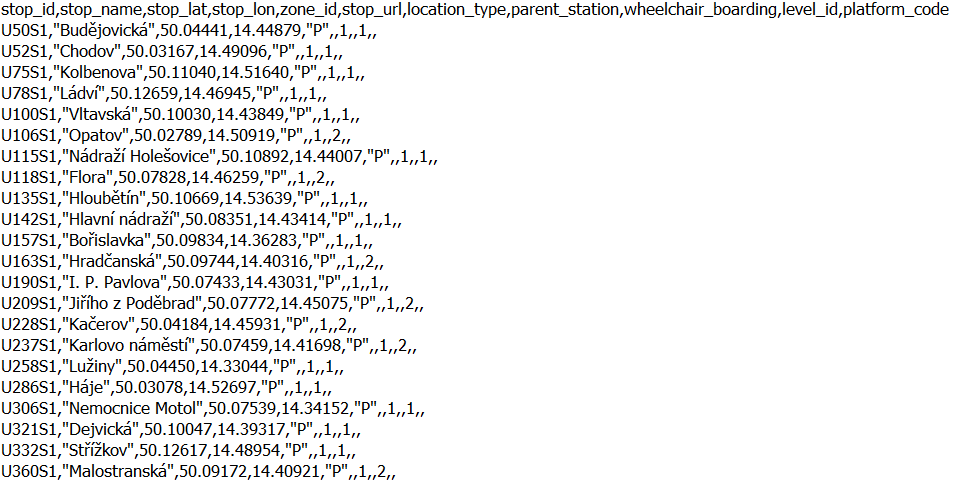 stop_id,stop_name,stop_lat,stop_lon,zone_id,stop_url,location_type,parent_station,wheelchair_boarding,level_id,platform_code
U50S1,"Budějovická",50.04441,14.44879,"P",,1,,1,,
U52S1,"Chodov",50.03167,14.49096,"P",,1,,1,,
U75S1,"Kolbenova",50.11040,14.51640,"P",,1,,1,,
U78S1,"Ládví",50.12659,14.46945,"P",,1,,1,,
U100S1,"Vltavská",50.10030,14.43849,"P",,1,,1,,
U106S1,"Opatov",50.02789,14.50919,"P",,1,,2,,
U115S1,"Nádraží Holešovice",50.10892,14.44007,"P",,1,,1,,
U118S1,"Flora",50.07828,14.46259,"P",,1,,2,,
U135S1,"Hloubětín",50.10669,14.53639,"P",,1,,1,,
U142S1,"Hlavní nádraží",50.08351,14.43414,"P",,1,,1,,
U157S1,"Bořislavka",50.09834,14.36283,"P",,1,,1,,
U163S1,"Hradčanská",50.09744,14.40316,"P",,1,,2,,
U190S1,"I. P. Pavlova",50.07433,14.43031,"P",,1,,1,,
U209S1,"Jiřího z Poděbrad",50.07772,14.45075,"P",,1,,2,,
U228S1,"Kačerov",50.04184,14.45931,"P",,1,,2,,
U237S1,"Karlovo náměstí",50.07459,14.41698,"P",,1,,2,,
U258S1,"Lužiny",50.04450,14.33044,"P",,1,,1,,
U286S1,"Háje",50.03078,14.52697,"P",,1,,1,,
U306S1,"Nemocnice Motol",50.07539,14.34152,"P",,1,,1,,
U321S1,"Dejvická",50.10047,14.39317,"P",,1,,1,,
U332S1,"Střížkov",50.12617,14.48954,"P",,1,,1,,
U360S1,"Malostranská",50.09172,14.40921,"P",,1,,2,,